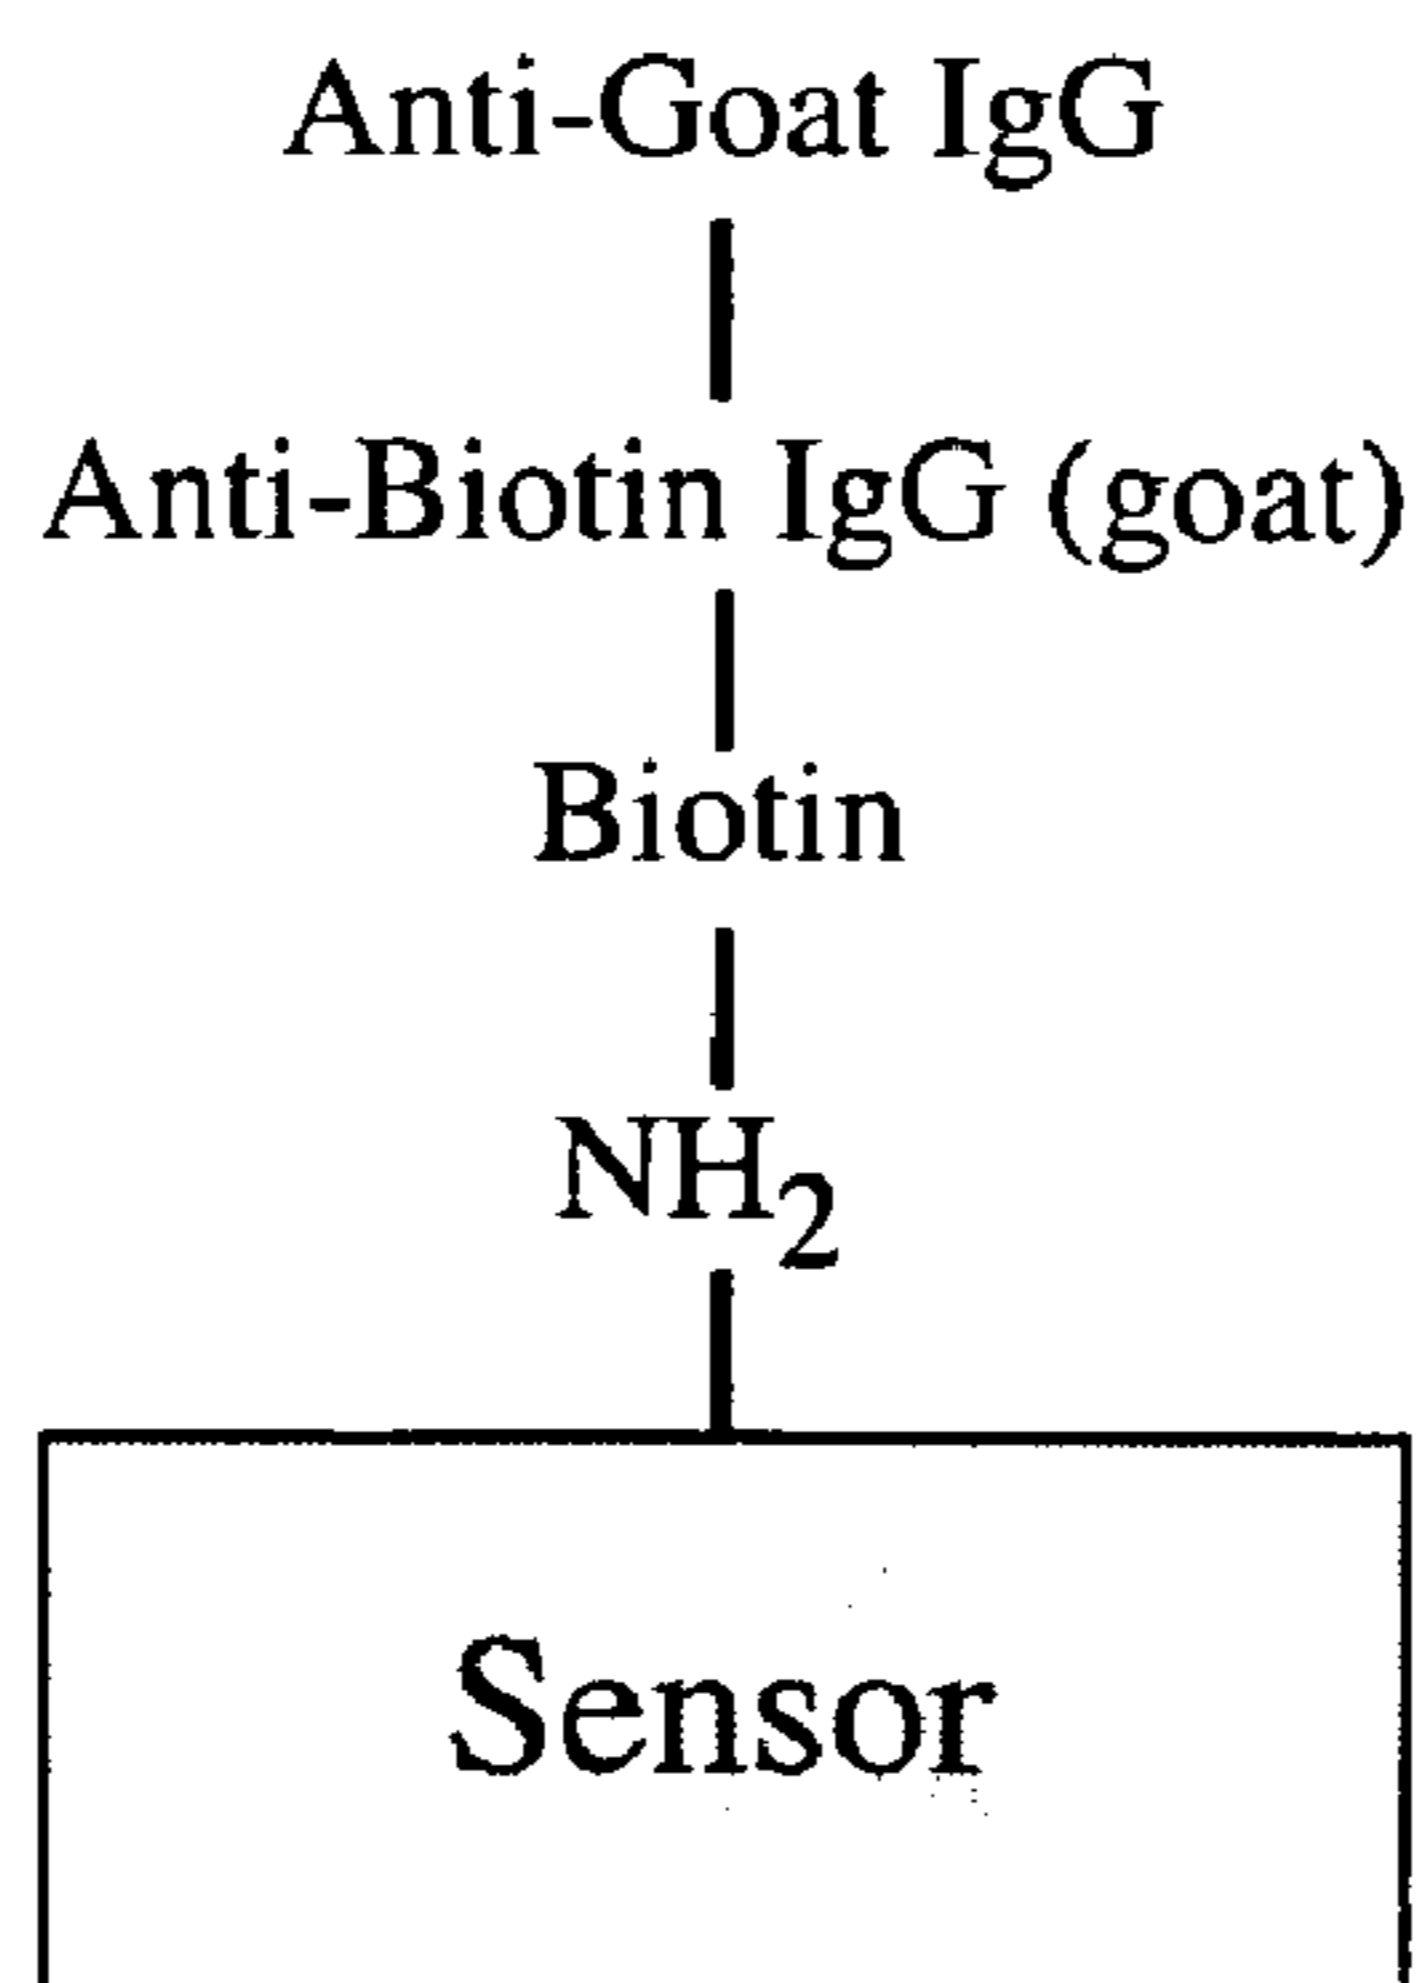 Anti-Goat IgG
Anti-Biotin IgG (goat)
Biotin
NH₂
Sensor